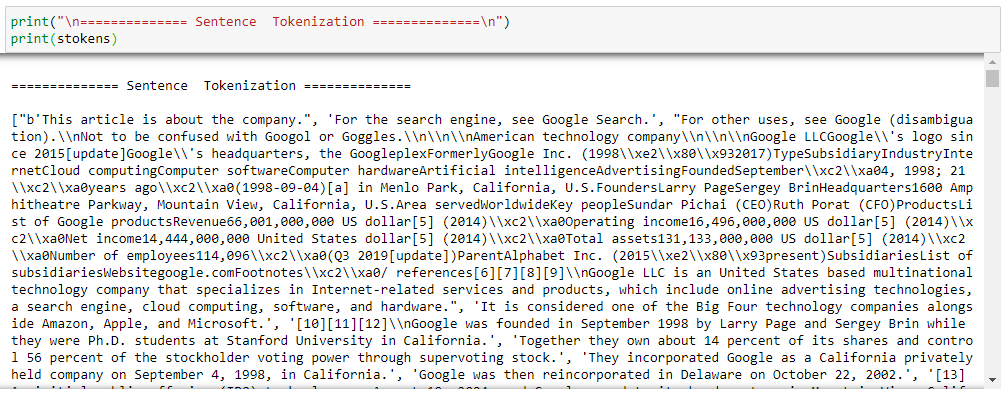 print("\n============== Sentence  Tokenization ==============\n")
print(stokens)
============== Sentence  Tokenization ==============
["b'This article is about the company.", 'For the search engine, see Google Search.', "For other uses, see Google (disambigua
tion).\\nNot to be confused with Googol or Goggles.\\n\\n\\nAmerican technology company\\n\\n\\nGoogle LLCGoogle\\'s logo sin
ce 2015[update]Google\\'s headquarters, the GoogleplexFormerlyGoogle Inc. (1998\\xe2\\x80\\x932017)TypeSubsidiaryIndustryInte
rnetCloud computingComputer softwareComputer hardwareArtificial intelligenceAdvertisingFoundedSeptember\\xc2\\xa04, 1998; 21
\\xc2\\xa0years ago\\xc2\\xa0(1998-09-04)[a] in Menlo Park, California, U.S.FoundersLarry PageSergey BrinHeadquarters1600 Amp
hitheatre Parkway, Mountain View, California, U.S.Area servedWorldwideKey peopleSundar Pichai (CEO)Ruth Porat (CFO)ProductsLi
st of Google productsRevenue66,001,000,000 US dollar[5] (2014)\\xc2\\xa0Operating income16,496,000,000 US dollar[5] (2014)\\x
c2\\xa0Net income14,444,000,000 United States dollar[5] (2014)\\xc2\\xa0Total assets131,133,000,000 US dollar[5] (2014)\\xc2
\\xa0Number of employees114,096\\xc2\\xa0(Q3 2019[update])ParentAlphabet Inc. (2015\\xe2\\x80\\x93present)SubsidiariesList of
subsidiariesWebsitegoogle.comFootnotes\\xc2\\xa0/ references[6][7][8][9]\\nGoogle LLC is an United States based multinational
technology company that specializes in Internet-related services and products, which include online advertising technologies,
a search engine, cloud computing, software, and hardware.", 'It is considered one of the Big Four technology companies alongs
ide Amazon, Apple, and Microsoft.', '[10][11][12]\\nGoogle was founded in September 1998 by Larry Page and Sergey Brin while
they were Ph.D. students at Stanford University in California.', 'Together they own about 14 percent of its shares and contro
l 56 percent of the stockholder voting power through supervoting stock.', 'They incorporated Google as a California privately
held company on September 4, 1998, in California.', 'Google was then reincorporated in Delaware on October 22, 2002.', '[13]